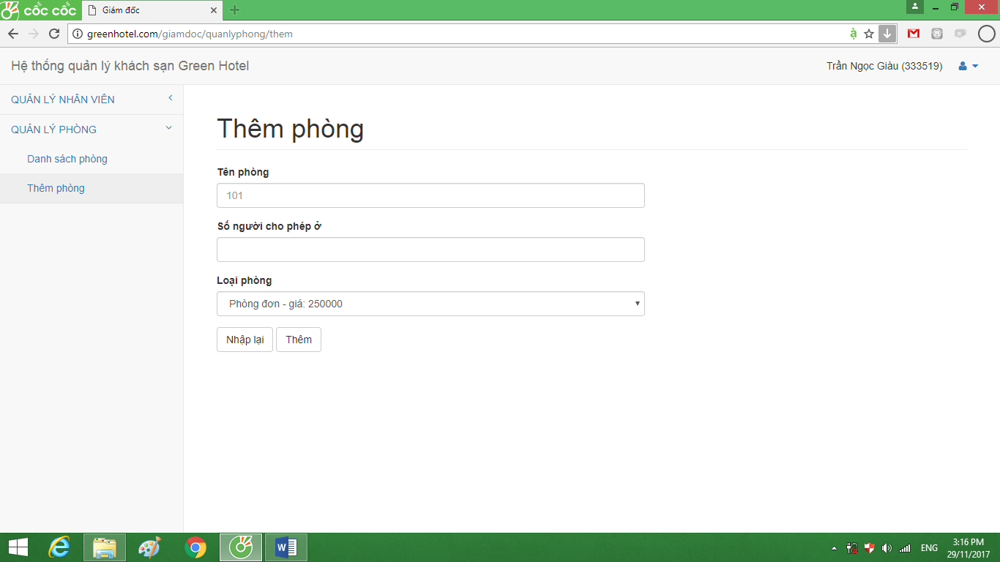 cốc cốc
Giám đốc
greenhotel.com/giamdoc/quanlyphong/them
Hệ thống quản lý khách sạn Green Hotel
Trần Ngọc Giàu (333519)
QUẢN LÝ NHÂN VIÊN
QUẢN LÝ PHÒNG
Danh sách phòng
Thêm phòng
Thêm phòng
Tên phòng
101
Số người cho phép ở
Loại phòng
Phòng đơn - giá: 250000
Nhập lại
Thêm
ENG
3:16 PM
29/11/2017